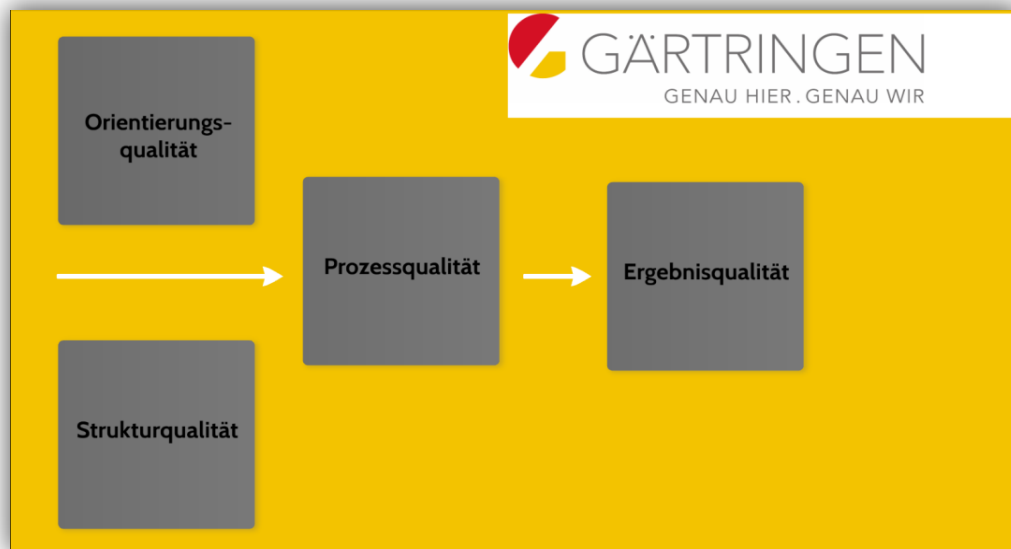 GÄRTRINGEN
GENAU HIER. GENAU WIR
Orientierungs-
qualität
Prozessqualität
Ergebnisqualität
Strukturqualität